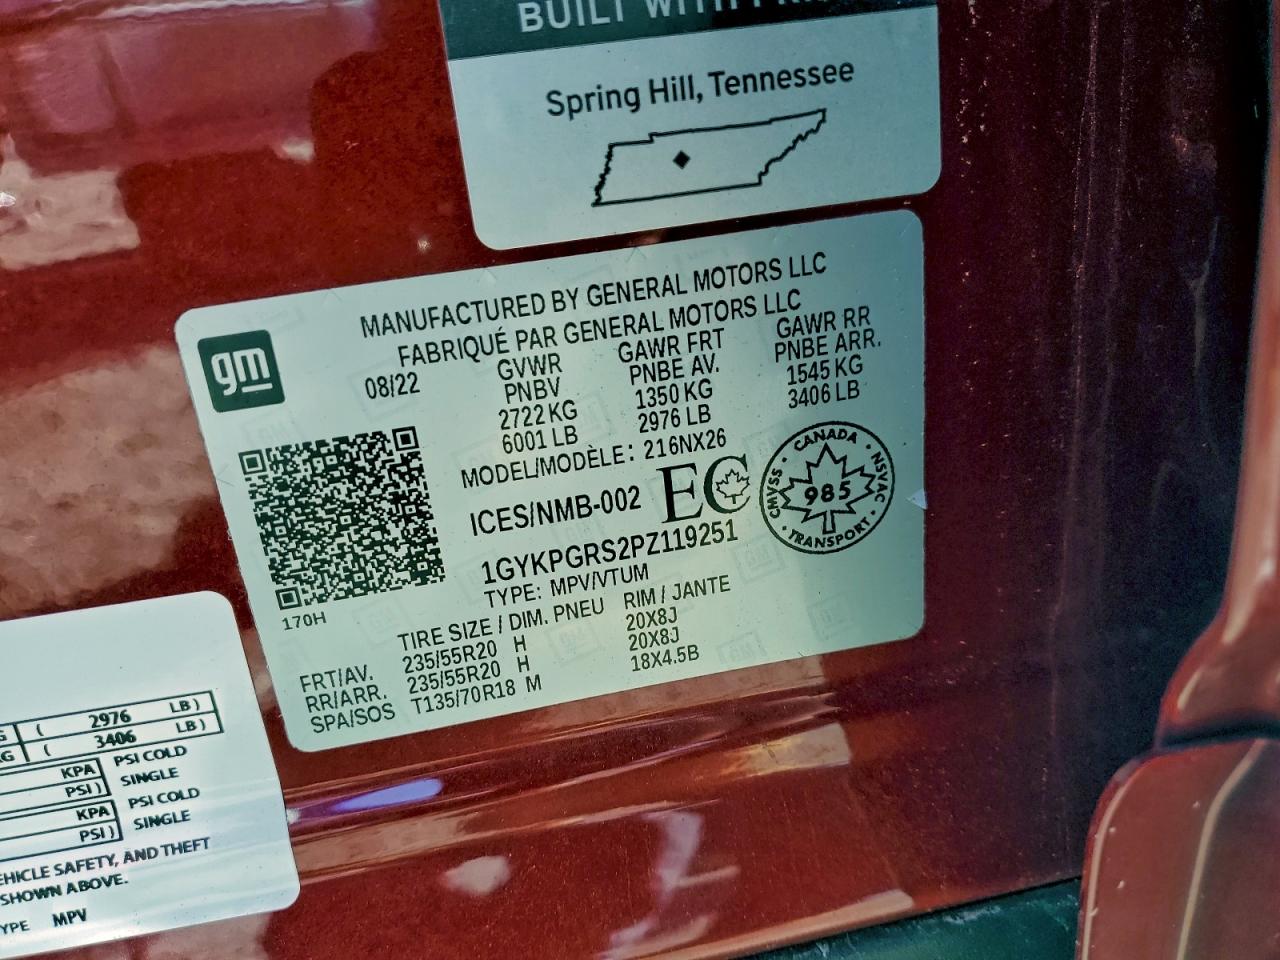 BUILT WITH
Spring Hill, Tennessee
MANUFACTURED BY GENERAL MOTORS LLC
FABRIQUÉ PAR GENERAL MOTORS LLC
gm
08/22 GVWR GAWR FRT GAWR RR
PNBV PNBE AV. PNBE ARR.
2722 KG 1350 KG 1545 KG
6001 LB 2976 LB 3406 LB
MODEL/MODÈLE: 216NX26
ICES/NMB-002 EC
CANADA
CMVSS 985 NSVAC
TRANSPORT
1GYKPGRS2PZ119251
TYPE: MPV/VTUM
170H
TIRE SIZE / DIM. PNEU RIM / JANTE
FRT/AV. 235/55R20 H 20X8J
RR/ARR. 235/55R20 H 20X8J
SPA/SOS T135/70R18 M 18X4.5B
( 2976 LB)
( 3406 LB)
KPA PSI COLD
PSI) SINGLE
KPA PSI COLD
PSI) SINGLE
VEHICLE SAFETY, AND THEFT
SHOWN ABOVE.
TYPE MPV